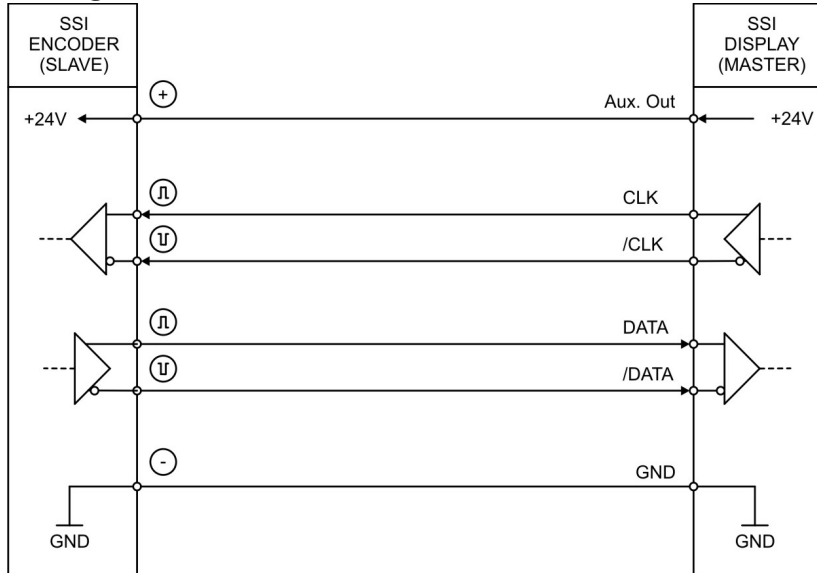 SSI
ENCODER
(SLAVE)
SSI
DISPLAY
(MASTER)
+
Aux. Out
+24V
+24V
CLK
/CLK
DATA
/DATA
-
GND
GND
GND